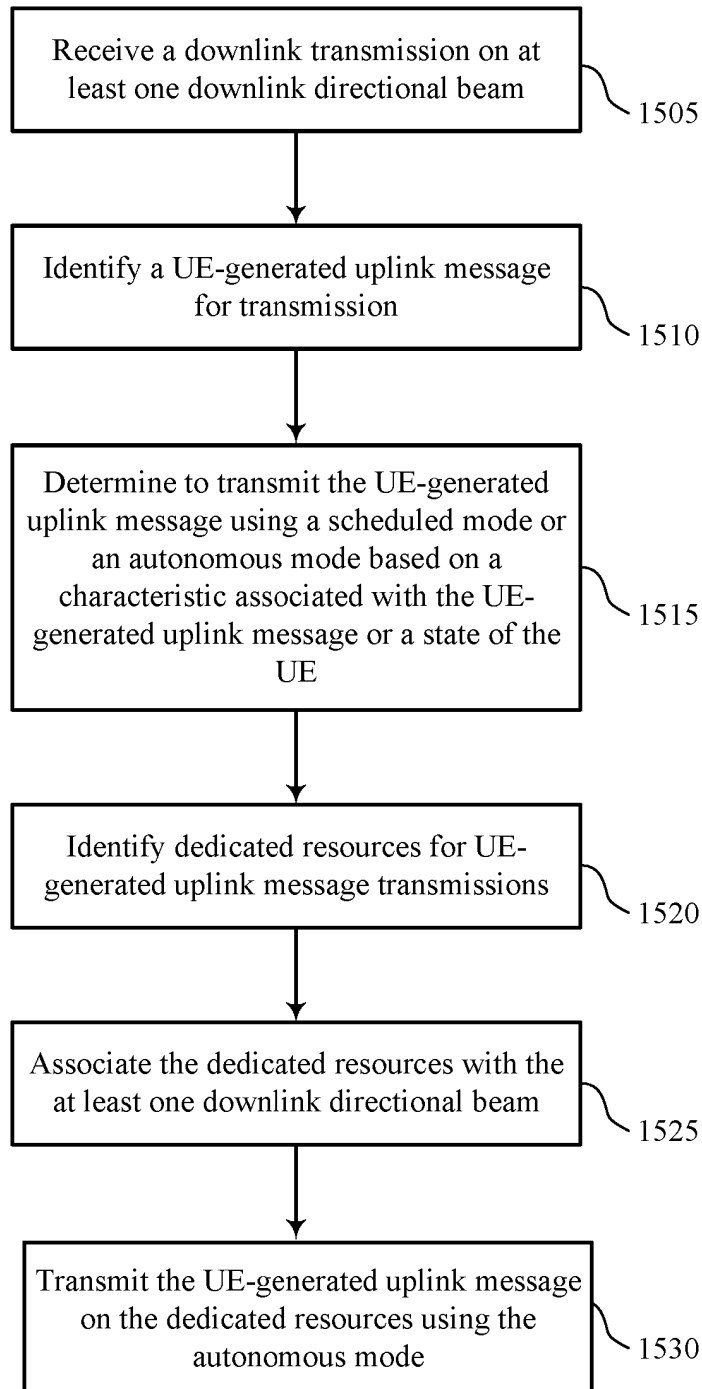 Receive a downlink transmission on at
least one downlink directional beam
1505
Identify a UE-generated uplink message
for transmission
1510
Determine to transmit the UE-generated
uplink message using a scheduled mode or
an autonomous mode based on a
characteristic associated with the UE-
generated uplink message or a state of the
UE
1515
Identify dedicated resources for UE-
generated uplink message transmissions
1520
Associate the dedicated resources with the
at least one downlink directional beam
1525
Transmit the UE-generated uplink message
on the dedicated resources using the
autonomous mode
1530